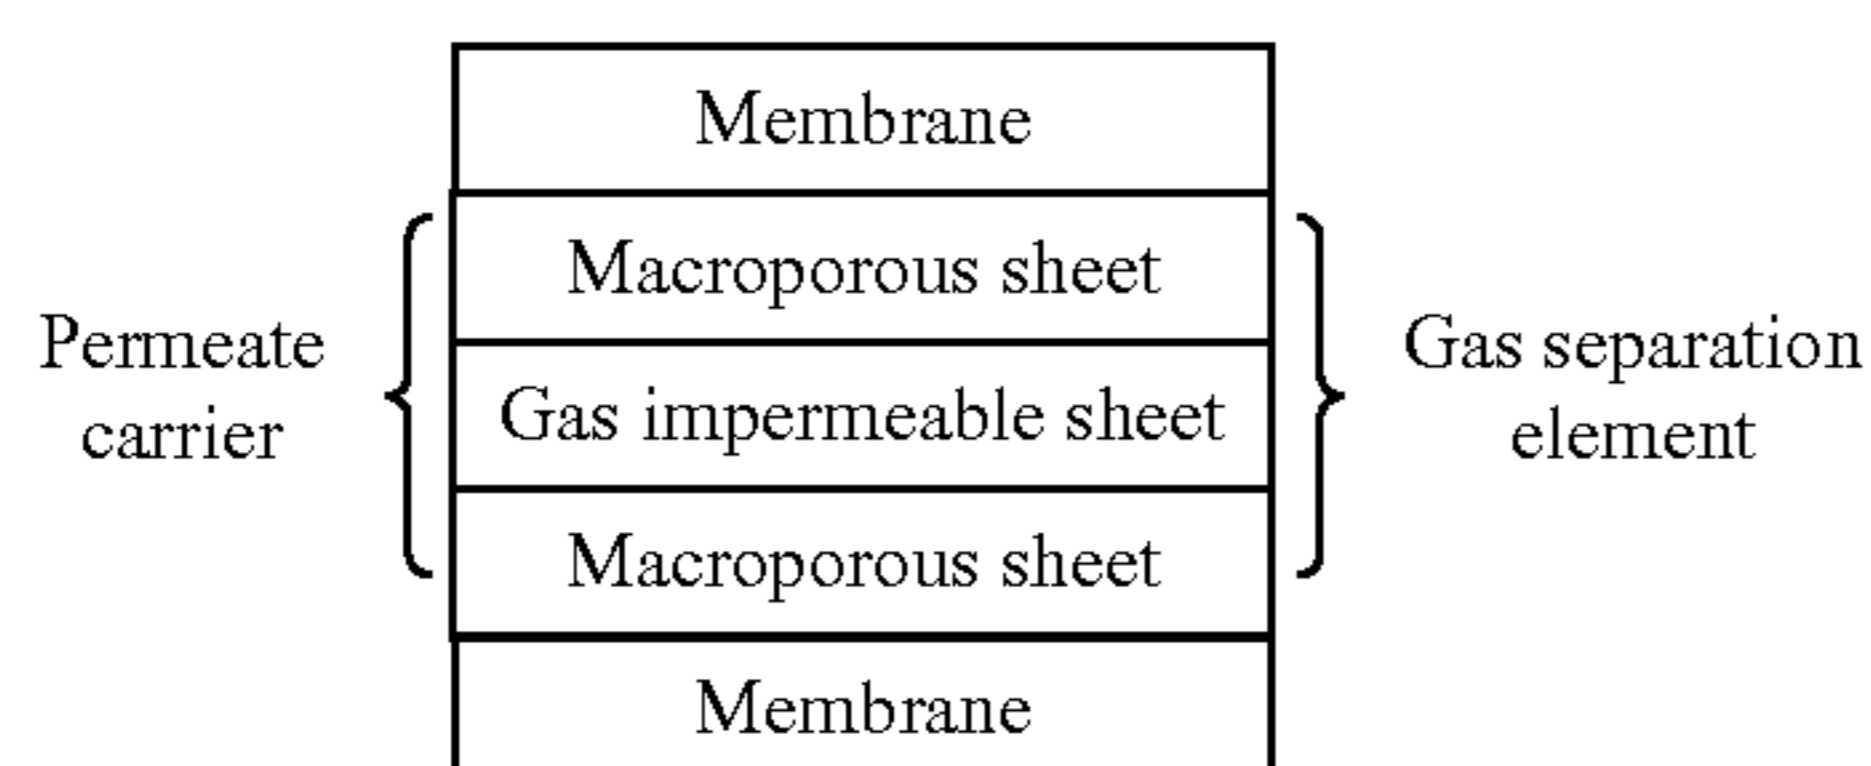 Membrane
Macroporous sheet
Permeate
carrier
Gas impermeable sheet
Gas separation
element
Macroporous sheet
Membrane